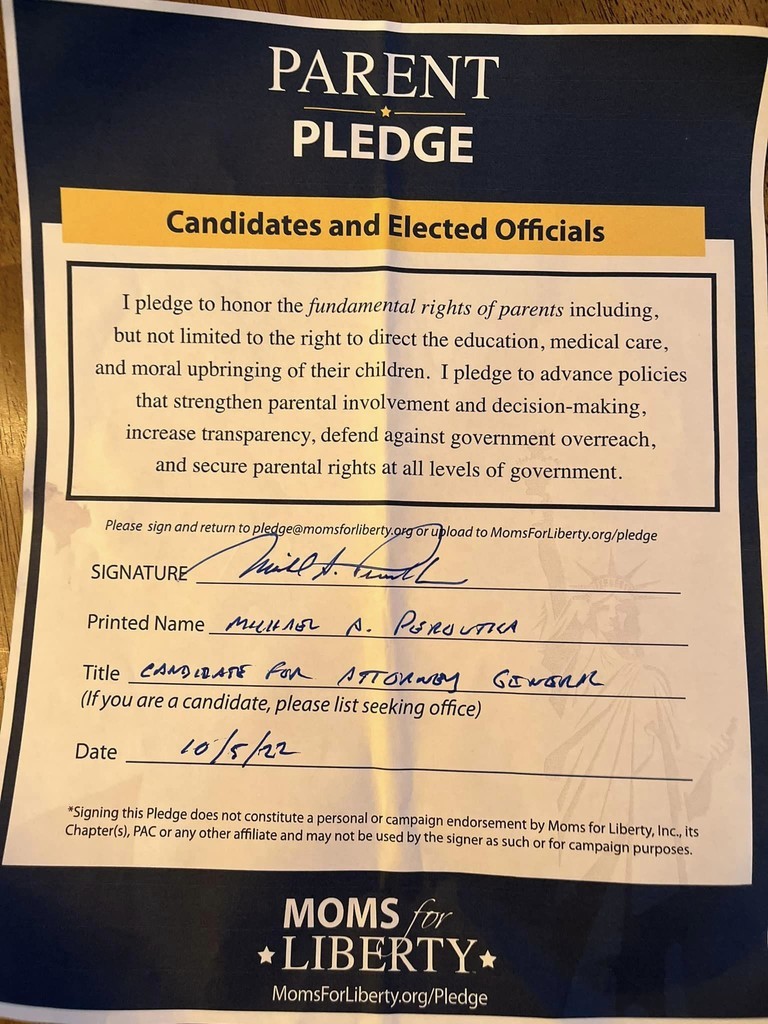 PARENT
PLEDGE
Candidates and Elected Officials
I pledge to honor the fundamental rights of parents including,
but not limited to the right to direct the education, medical care,
and moral upbringing of their children. I pledge to advance policies
that strengthen parental involvement and decision-making,
increase transparency, defend against government overreach,
and secure parental rights at all levels of government.
Please sign and return to pledge@momsforliberty.org or upload to MomsForLiberty.org/pledge
SIGNATURE
Printed Name MICHAEL A. PEROUTKA
Title CANDIDATE FOR ATTORNEY GENERAL
(If you are a candidate, please list seeking office)
Date 10/5/22
*Signing this Pledge does not constitute a personal or campaign endorsement by Moms for Liberty, Inc., its
Chapter(s), PAC or any other affiliate and may not be used by the signer as such or for campaign purposes.
MOMS for
LIBERTY
MomsForLiberty.org/Pledge